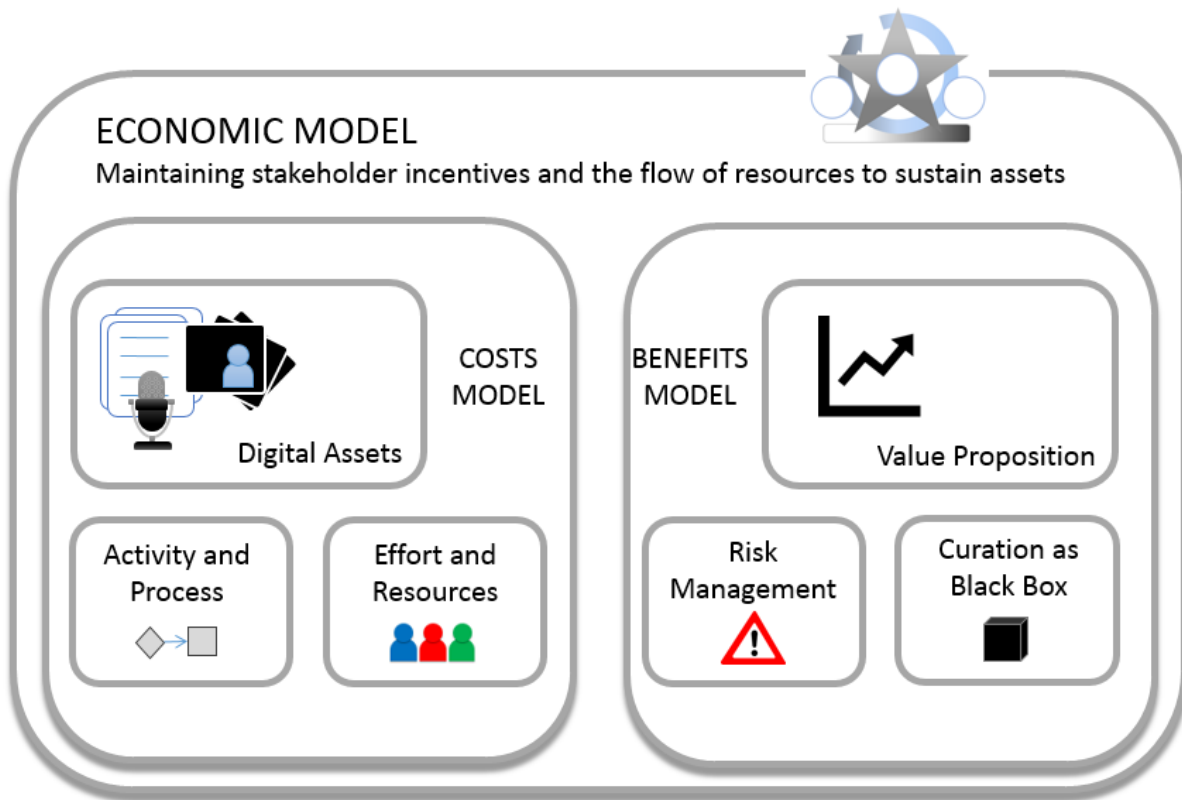 ECONOMIC MODEL
Maintaining stakeholder incentives and the flow of resources to sustain assets
COSTS
MODEL
Digital Assets
Activity and
Process
Effort and
Resources
BENEFITS
MODEL
Value Proposition
Risk
Management
Curation as
Black Box